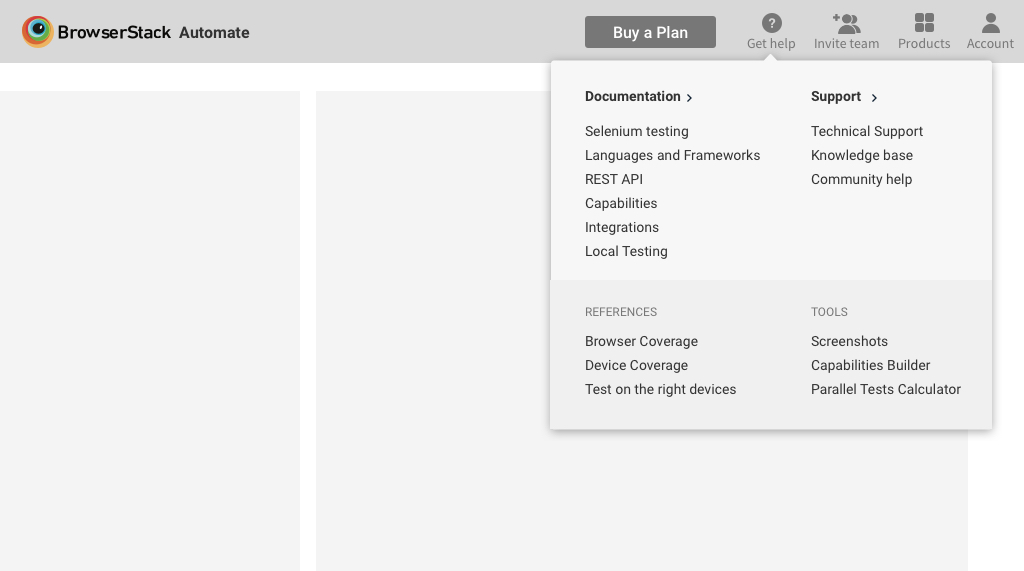 BrowserStack Automate
Buy a Plan
Get help
Invite team
Products
Account
Documentation
Selenium testing
Languages and Frameworks
REST API
Capabilities
Integrations
Local Testing
Support
Technical Support
Knowledge base
Community help
REFERENCES
Browser Coverage
Device Coverage
Test on the right devices
TOOLS
Screenshots
Capabilities Builder
Parallel Tests Calculator